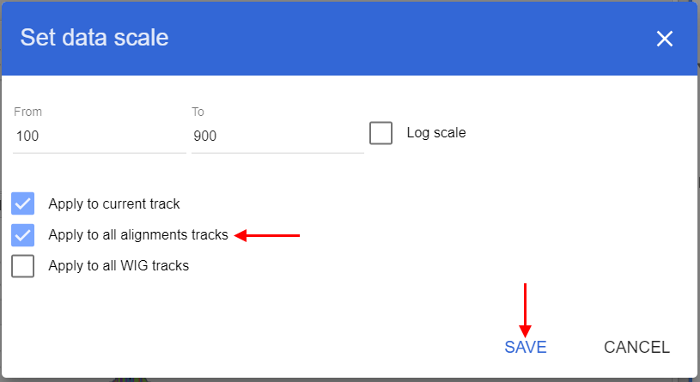 Set data scale
From To
100 900 Log scale
Apply to current track
Apply to all alignments tracks
Apply to all WIG tracks
SAVE CANCEL